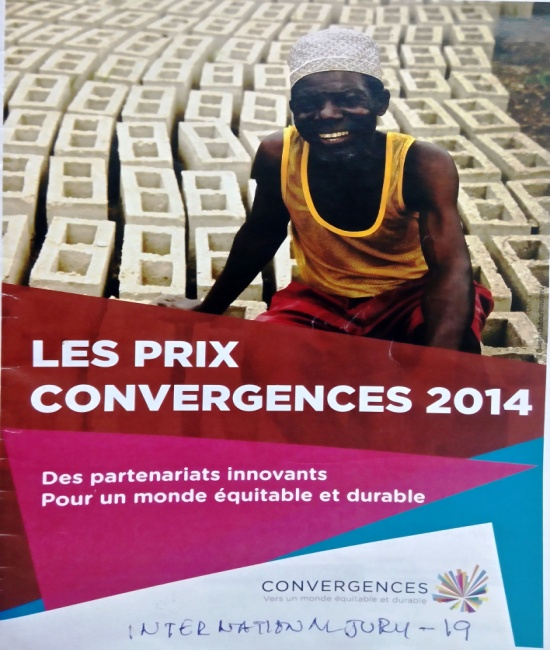 LES PRIX
CONVERGENCES 2014
Des partenariats innovants
Pour un monde équitable et durable
CONVERGENCES
Vers un monde équitable et durable
INTERNATIONAL JURY - 19